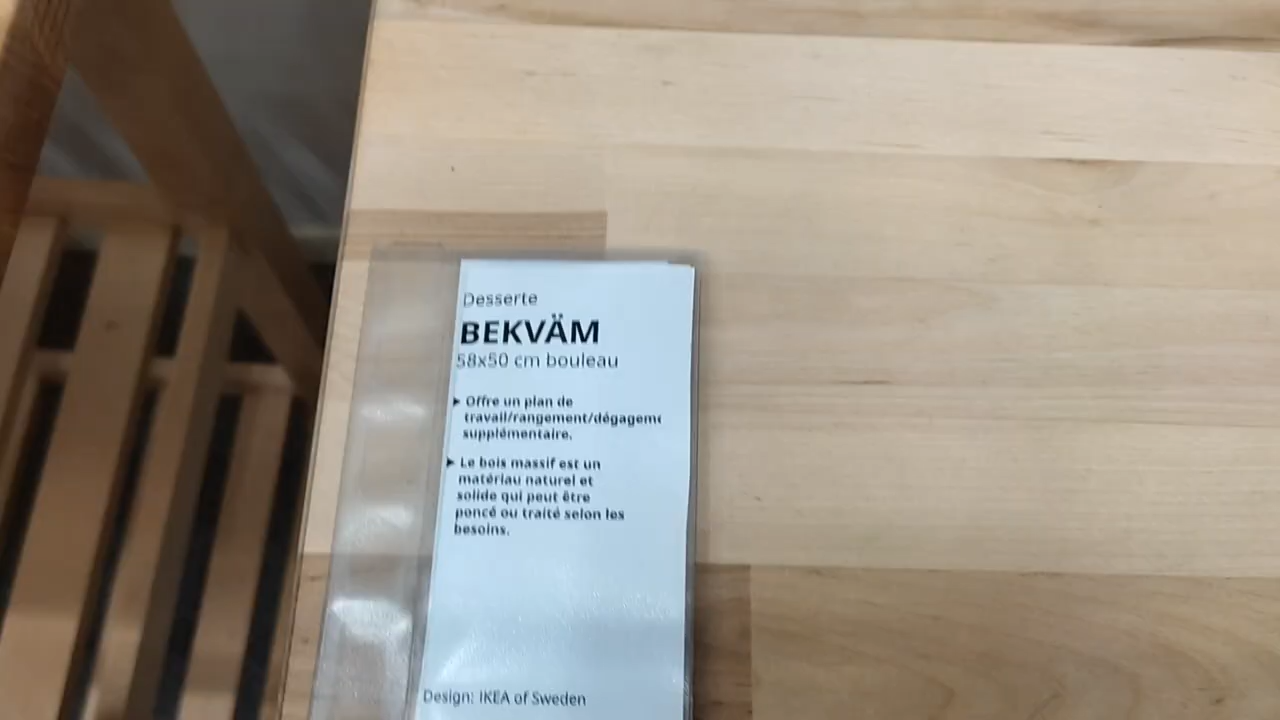 Desserte
BEKVÄM
58x50 cm bouleau
▸ Offre un plan de
travail/rangement/dégageme
supplémentaire.
▸ Le bois massif est un
matériau naturel et
solide qui peut être
poncé ou traité selon les
besoins.
Design: IKEA of Sweden